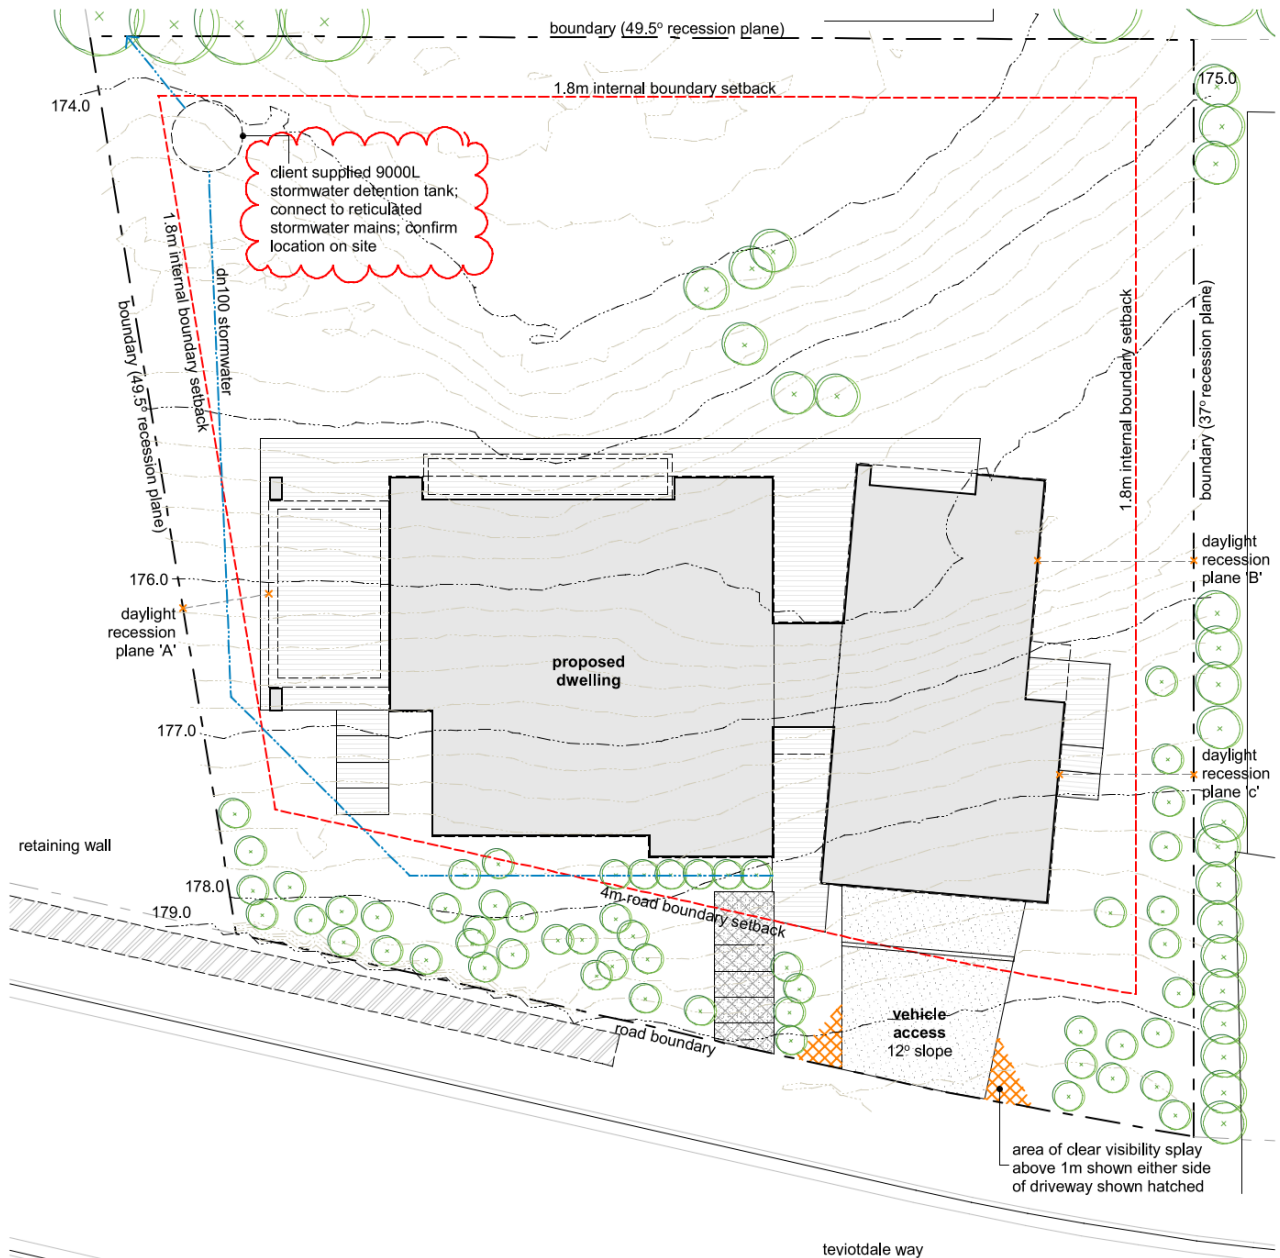 boundary (49.5º recession plane)
175.0
1.8m internal boundary setback
174.0
client supplied 9000L
stormwater detention tank;
connect to reticulated
stormwater mains; confirm
location on site
1.8m internal boundary setback
dn100 stormwater
boundary (49.5º recession plane)
1.8m internal boundary setback
boundary (37º recession plane)
daylight
recession
plane 'B'
176.0
daylight
recession
plane 'A'
proposed
dwelling
177.0
daylight
recession
plane 'c'
retaining wall
178.0
179.0
4m road boundary setback
vehicle
access
12º slope
road boundary
area of clear visibility splay
above 1m shown either side
of driveway shown hatched
teviotdale way